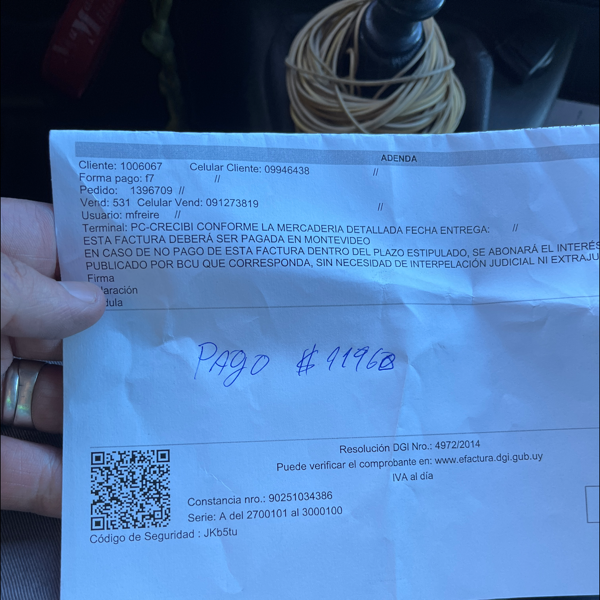 ADENDA
Cliente: 1006067 Celular Cliente: 09946438 //
Forma pago: f7 //
Pedido: 1396709 //
Vend: 531 Celular Vend: 091273819 //
Usuario: mfreire //
Terminal: PC-CRECIBI CONFORME LA MERCADERIA DETALLADA FECHA ENTREGA: //
ESTA FACTURA DEBERÁ SER PAGADA EN MONTEVIDEO
EN CASO DE NO PAGO DE ESTA FACTURA DENTRO DEL PLAZO ESTIPULADO, SE ABONARÁ EL INTERÉS
PUBLICADO POR BCU QUE CORRESPONDA, SIN NECESIDAD DE INTERPELACIÓN JUDICIAL NI EXTRAJU
Firma
laración
dula
PAGO $
Resolución DGI Nro.: 4972/2014
Puede verificar el comprobante en: www.efactura.dgi.gub.uy
IVA al día
Constancia nro.: 90251034386
Serie: A del 2700101 al 3000100
Código de Seguridad : JKb5tu